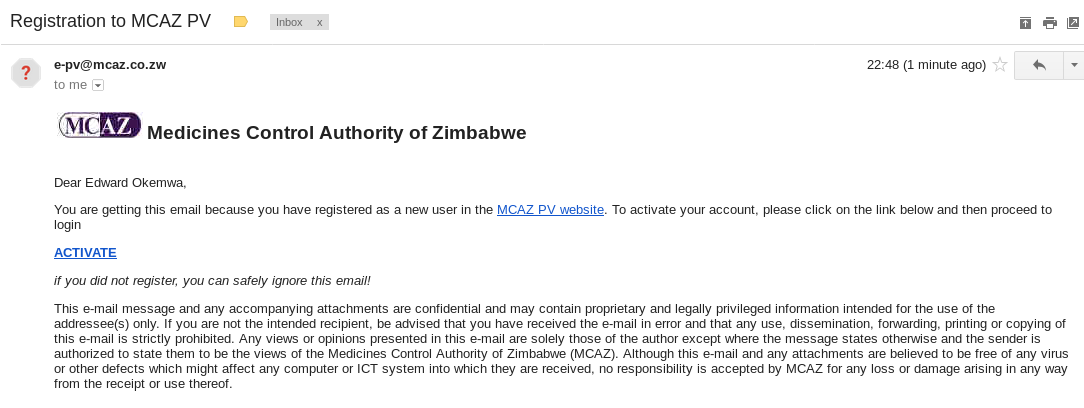 Registration to MCAZ PV
Inbox x
e-pv@mcaz.co.zw
22:48 (1 minute ago)
to me
MCAZ Medicines Control Authority of Zimbabwe
Dear Edward Okemwa,
You are getting this email because you have registered as a new user in the MCAZ PV website. To activate your account, please click on the link below and then proceed to
login
ACTIVATE
if you did not register, you can safely ignore this email!
This e-mail message and any accompanying attachments are confidential and may contain proprietary and legally privileged information intended for the use of the
addressee(s) only. If you are not the intended recipient, be advised that you have received the e-mail in error and that any use, dissemination, forwarding, printing or copying of
this e-mail is strictly prohibited. Any views or opinions presented in this e-mail are solely those of the author except where the message states otherwise and the sender is
authorized to state them to be the views of the Medicines Control Authority of Zimbabwe (MCAZ). Although this e-mail and any attachments are believed to be free of any virus
or other defects which might affect any computer or ICT system into which they are received, no responsibility is accepted by MCAZ for any loss or damage arising in any way
from the receipt or use thereof.